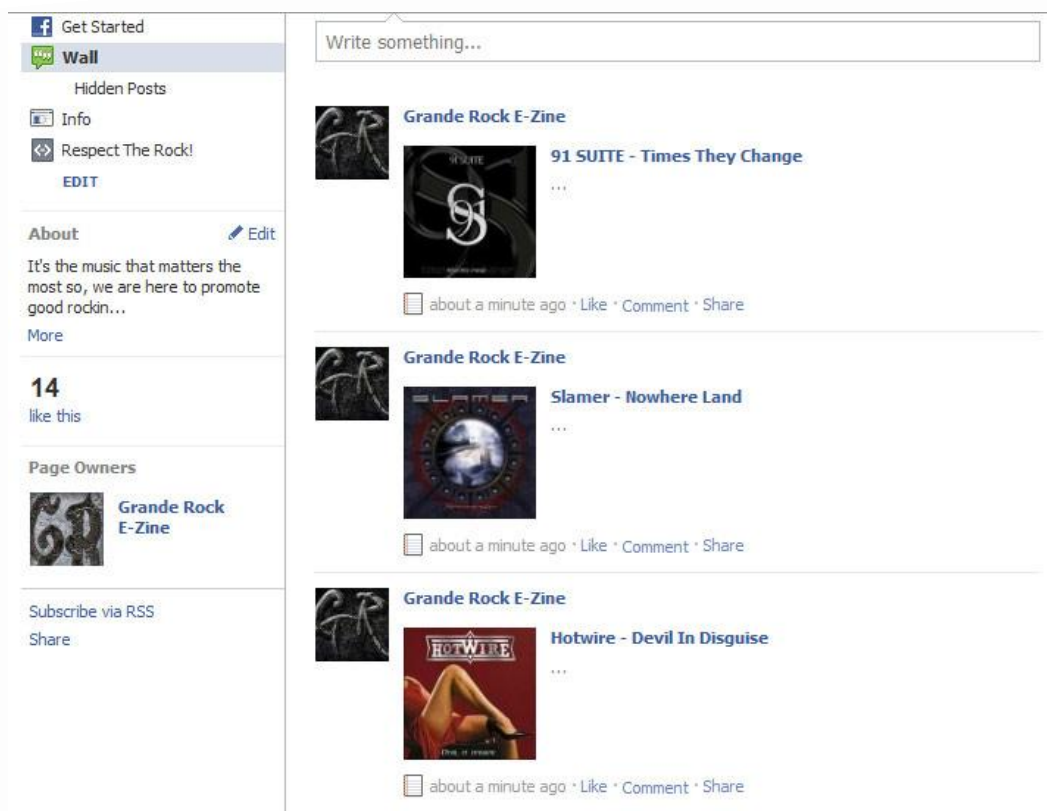 Get Started
Wall
Hidden Posts
Info
Respect The Rock!
EDIT
About
Edit
It's the music that matters the
most so, we are here to promote
good rockin...
More
14
like this
Page Owners
Grande Rock
E-Zine
Subscribe via RSS
Share
Write something...
Grande Rock E-Zine
91 SUITE
91 SUITE - Times They Change
...
about a minute ago · Like · Comment · Share
Grande Rock E-Zine
SLAMER
Slamer - Nowhere Land
...
about a minute ago · Like · Comment · Share
Grande Rock E-Zine
HOTWIRE
DEVIL IN DISGUISE
Hotwire - Devil In Disguise
...
about a minute ago · Like · Comment · Share